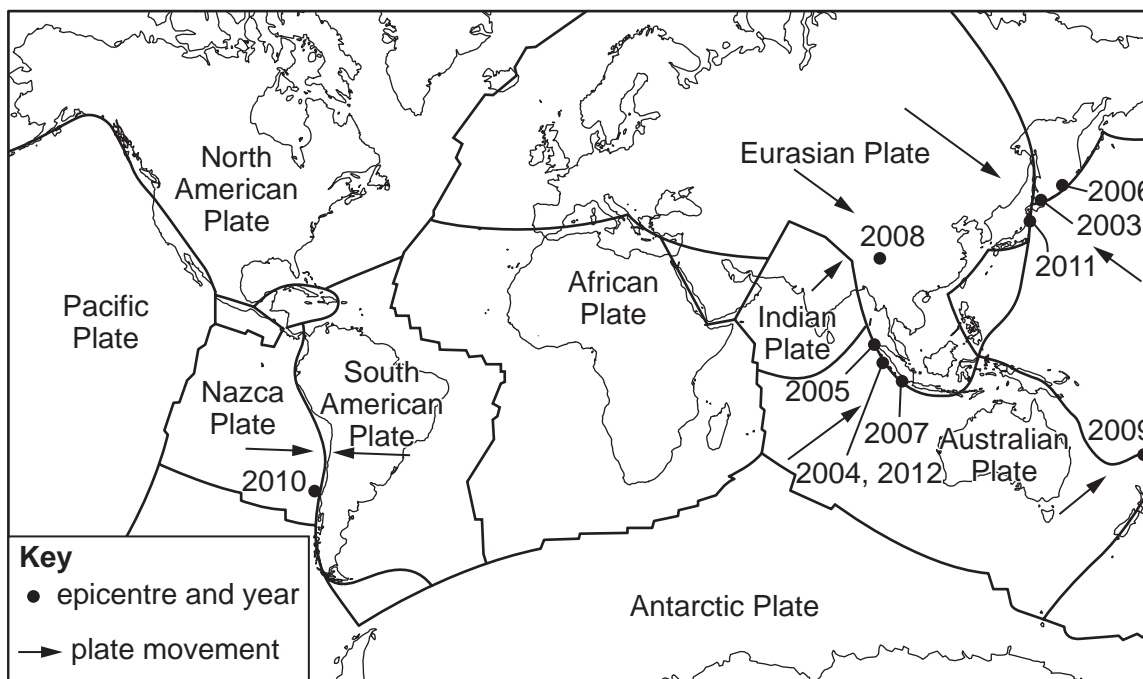 North
American
Plate
Eurasian Plate
2006
2003
2008
2011
Pacific
Plate
African
Plate
Indian
Plate
Nazca
Plate
South
American
Plate
2005
2007
2004, 2012
Australian
Plate
2009
2010
Antarctic Plate
Key
epicentre and year
plate movement